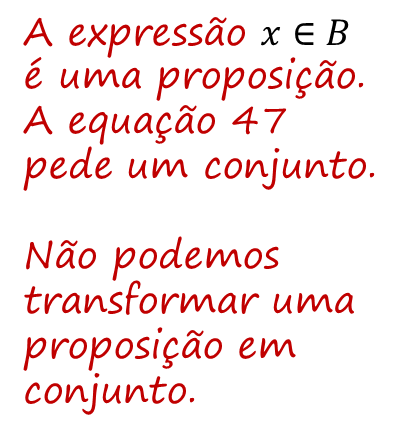 A expressão x ∈ B
é uma proposição.
A equação 47
pede um conjunto.
Não podemos
transformar uma
proposição em
conjunto.